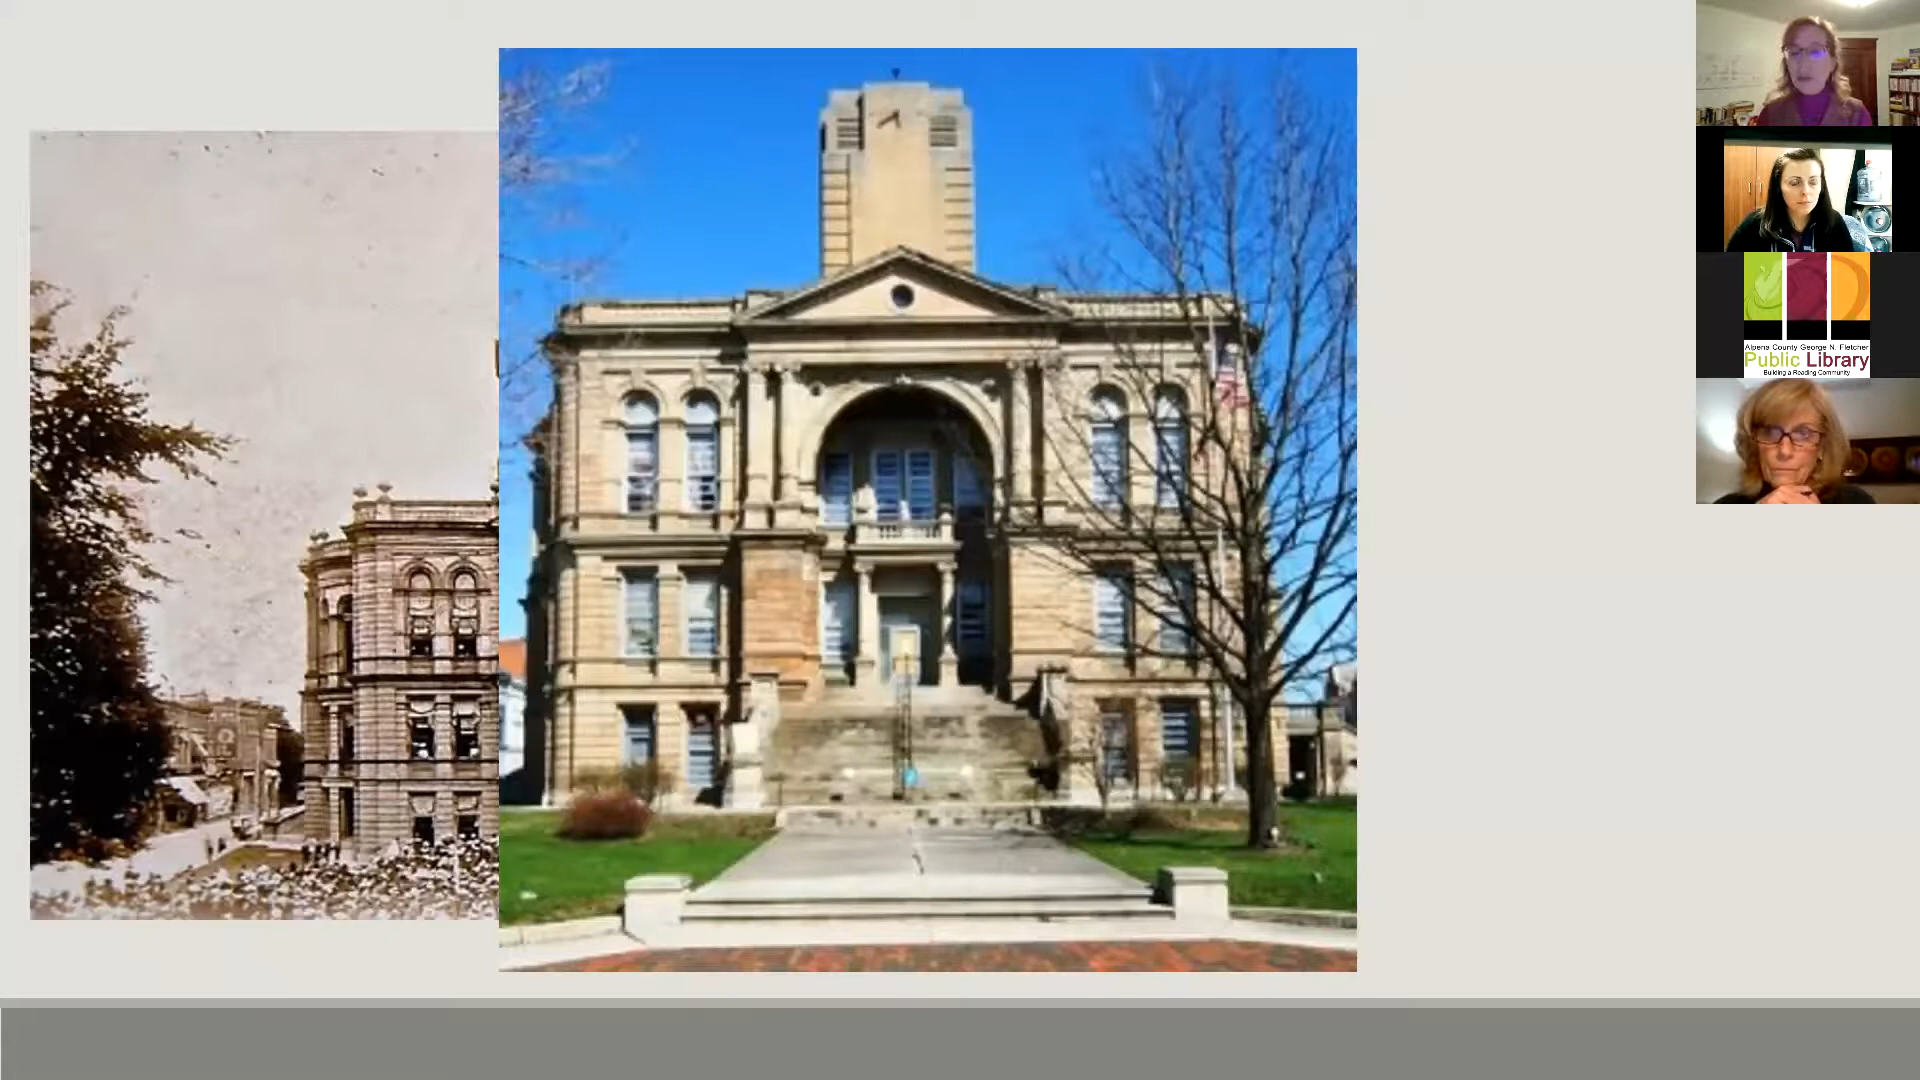 Alpena County George N. Fletcher
Public Library
Building a Reading Community